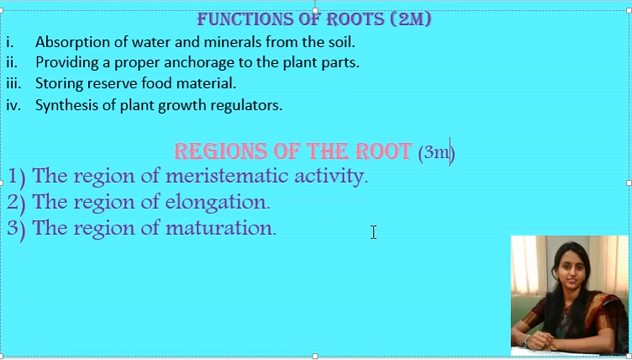 FUNCTIONS OF ROOTS (2M)
i. Absorption of water and minerals from the soil.
ii. Providing a proper anchorage to the plant parts.
iii. Storing reserve food material.
iv. Synthesis of plant growth regulators.
REGIONS OF THE ROOT (3m)
1) The region of meristematic activity.
2) The region of elongation.
3) The region of maturation.